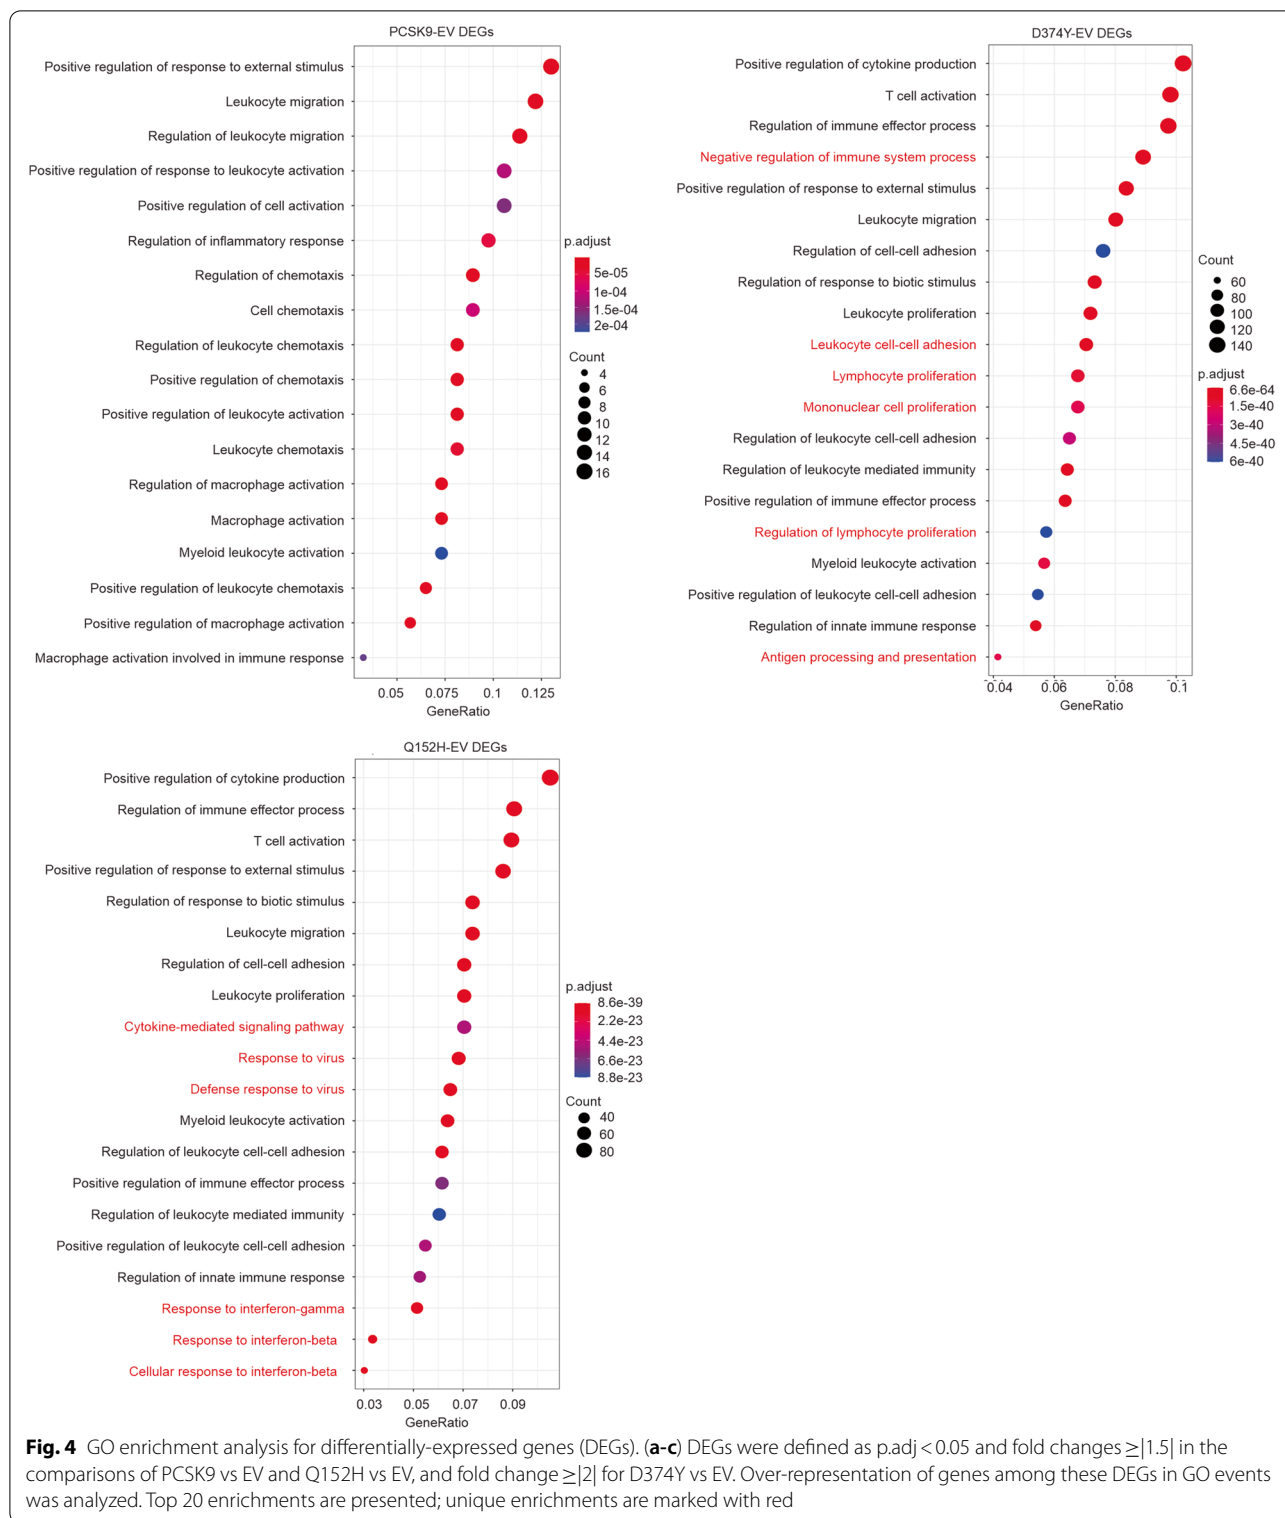 PCSK9-EV DEGs
Positive regulation of response to external stimulus
Leukocyte migration
Regulation of leukocyte migration
Positive regulation of response to leukocyte activation
Positive regulation of cell activation
Regulation of inflammatory response
Regulation of chemotaxis
Cell chemotaxis
Regulation of leukocyte chemotaxis
Positive regulation of chemotaxis
Positive regulation of leukocyte activation
Leukocyte chemotaxis
Regulation of macrophage activation
Macrophage activation
Myeloid leukocyte activation
Positive regulation of leukocyte chemotaxis
Positive regulation of macrophage activation
Macrophage activation involved in immune response
0.05 0.075 0.1 0.125
GeneRatio
p.adjust
5e-05
1e-04
1.5e-04
2e-04
Count
4
6
8
10
12
14
16
D374Y-EV DEGs
Positive regulation of cytokine production
T cell activation
Regulation of immune effector process
Negative regulation of immune system process
Positive regulation of response to external stimulus
Leukocyte migration
Regulation of cell-cell adhesion
Regulation of response to biotic stimulus
Leukocyte proliferation
Leukocyte cell-cell adhesion
Lymphocyte proliferation
Mononuclear cell proliferation
Regulation of leukocyte cell-cell adhesion
Regulation of leukocyte mediated immunity
Positive regulation of immune effector process
Regulation of lymphocyte proliferation
Myeloid leukocyte activation
Positive regulation of leukocyte cell-cell adhesion
Regulation of innate immune response
Antigen processing and presentation
0.04 0.06 0.08 0.1
GeneRatio
Count
60
80
100
120
140
p.adjust
6.6e-64
1.5e-40
3e-40
4.5e-40
6e-40
Q152H-EV DEGs
Positive regulation of cytokine production
Regulation of immune effector process
T cell activation
Positive regulation of response to external stimulus
Regulation of response to biotic stimulus
Leukocyte migration
Regulation of cell-cell adhesion
Leukocyte proliferation
Cytokine-mediated signaling pathway
Response to virus
Defense response to virus
Myeloid leukocyte activation
Regulation of leukocyte cell-cell adhesion
Positive regulation of immune effector process
Regulation of leukocyte mediated immunity
Positive regulation of leukocyte cell-cell adhesion
Regulation of innate immune response
Response to interferon-gamma
Response to interferon-beta
Cellular response to interferon-beta
0.03 0.05 0.07 0.09
GeneRatio
p.adjust
8.6e-39
2.2e-23
4.4e-23
6.6e-23
8.8e-23
Count
40
60
80
Fig. 4 GO enrichment analysis for differentially-expressed genes (DEGs). (a-c) DEGs were defined as p.adj < 0.05 and fold changes ≥|1.5| in the
comparisons of PCSK9 vs EV and Q152H vs EV, and fold change ≥|2| for D374Y vs EV. Over-representation of genes among these DEGs in GO events
was analyzed. Top 20 enrichments are presented; unique enrichments are marked with red